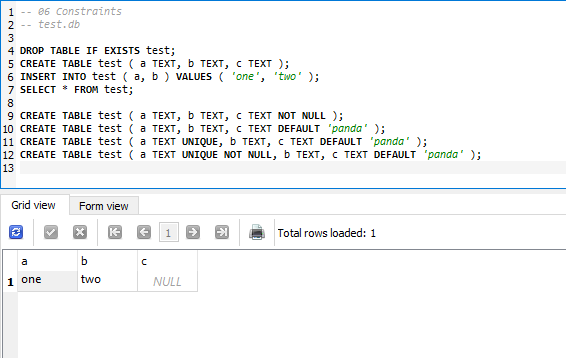 1 -- 06 Constraints
2 -- test.db
3
4 DROP TABLE IF EXISTS test;
5 CREATE TABLE test ( a TEXT, b TEXT, c TEXT );
6 INSERT INTO test ( a, b ) VALUES ( 'one', 'two' );
7 SELECT * FROM test;
8
9 CREATE TABLE test ( a TEXT, b TEXT, c TEXT NOT NULL );
10 CREATE TABLE test ( a TEXT, b TEXT, c TEXT DEFAULT 'panda' );
11 CREATE TABLE test ( a TEXT UNIQUE, b TEXT, c TEXT DEFAULT 'panda' );
12 CREATE TABLE test ( a TEXT UNIQUE NOT NULL, b TEXT, c TEXT DEFAULT 'panda' );
13
Grid view Form view
1 Total rows loaded: 1
a b c
1 one two NULL